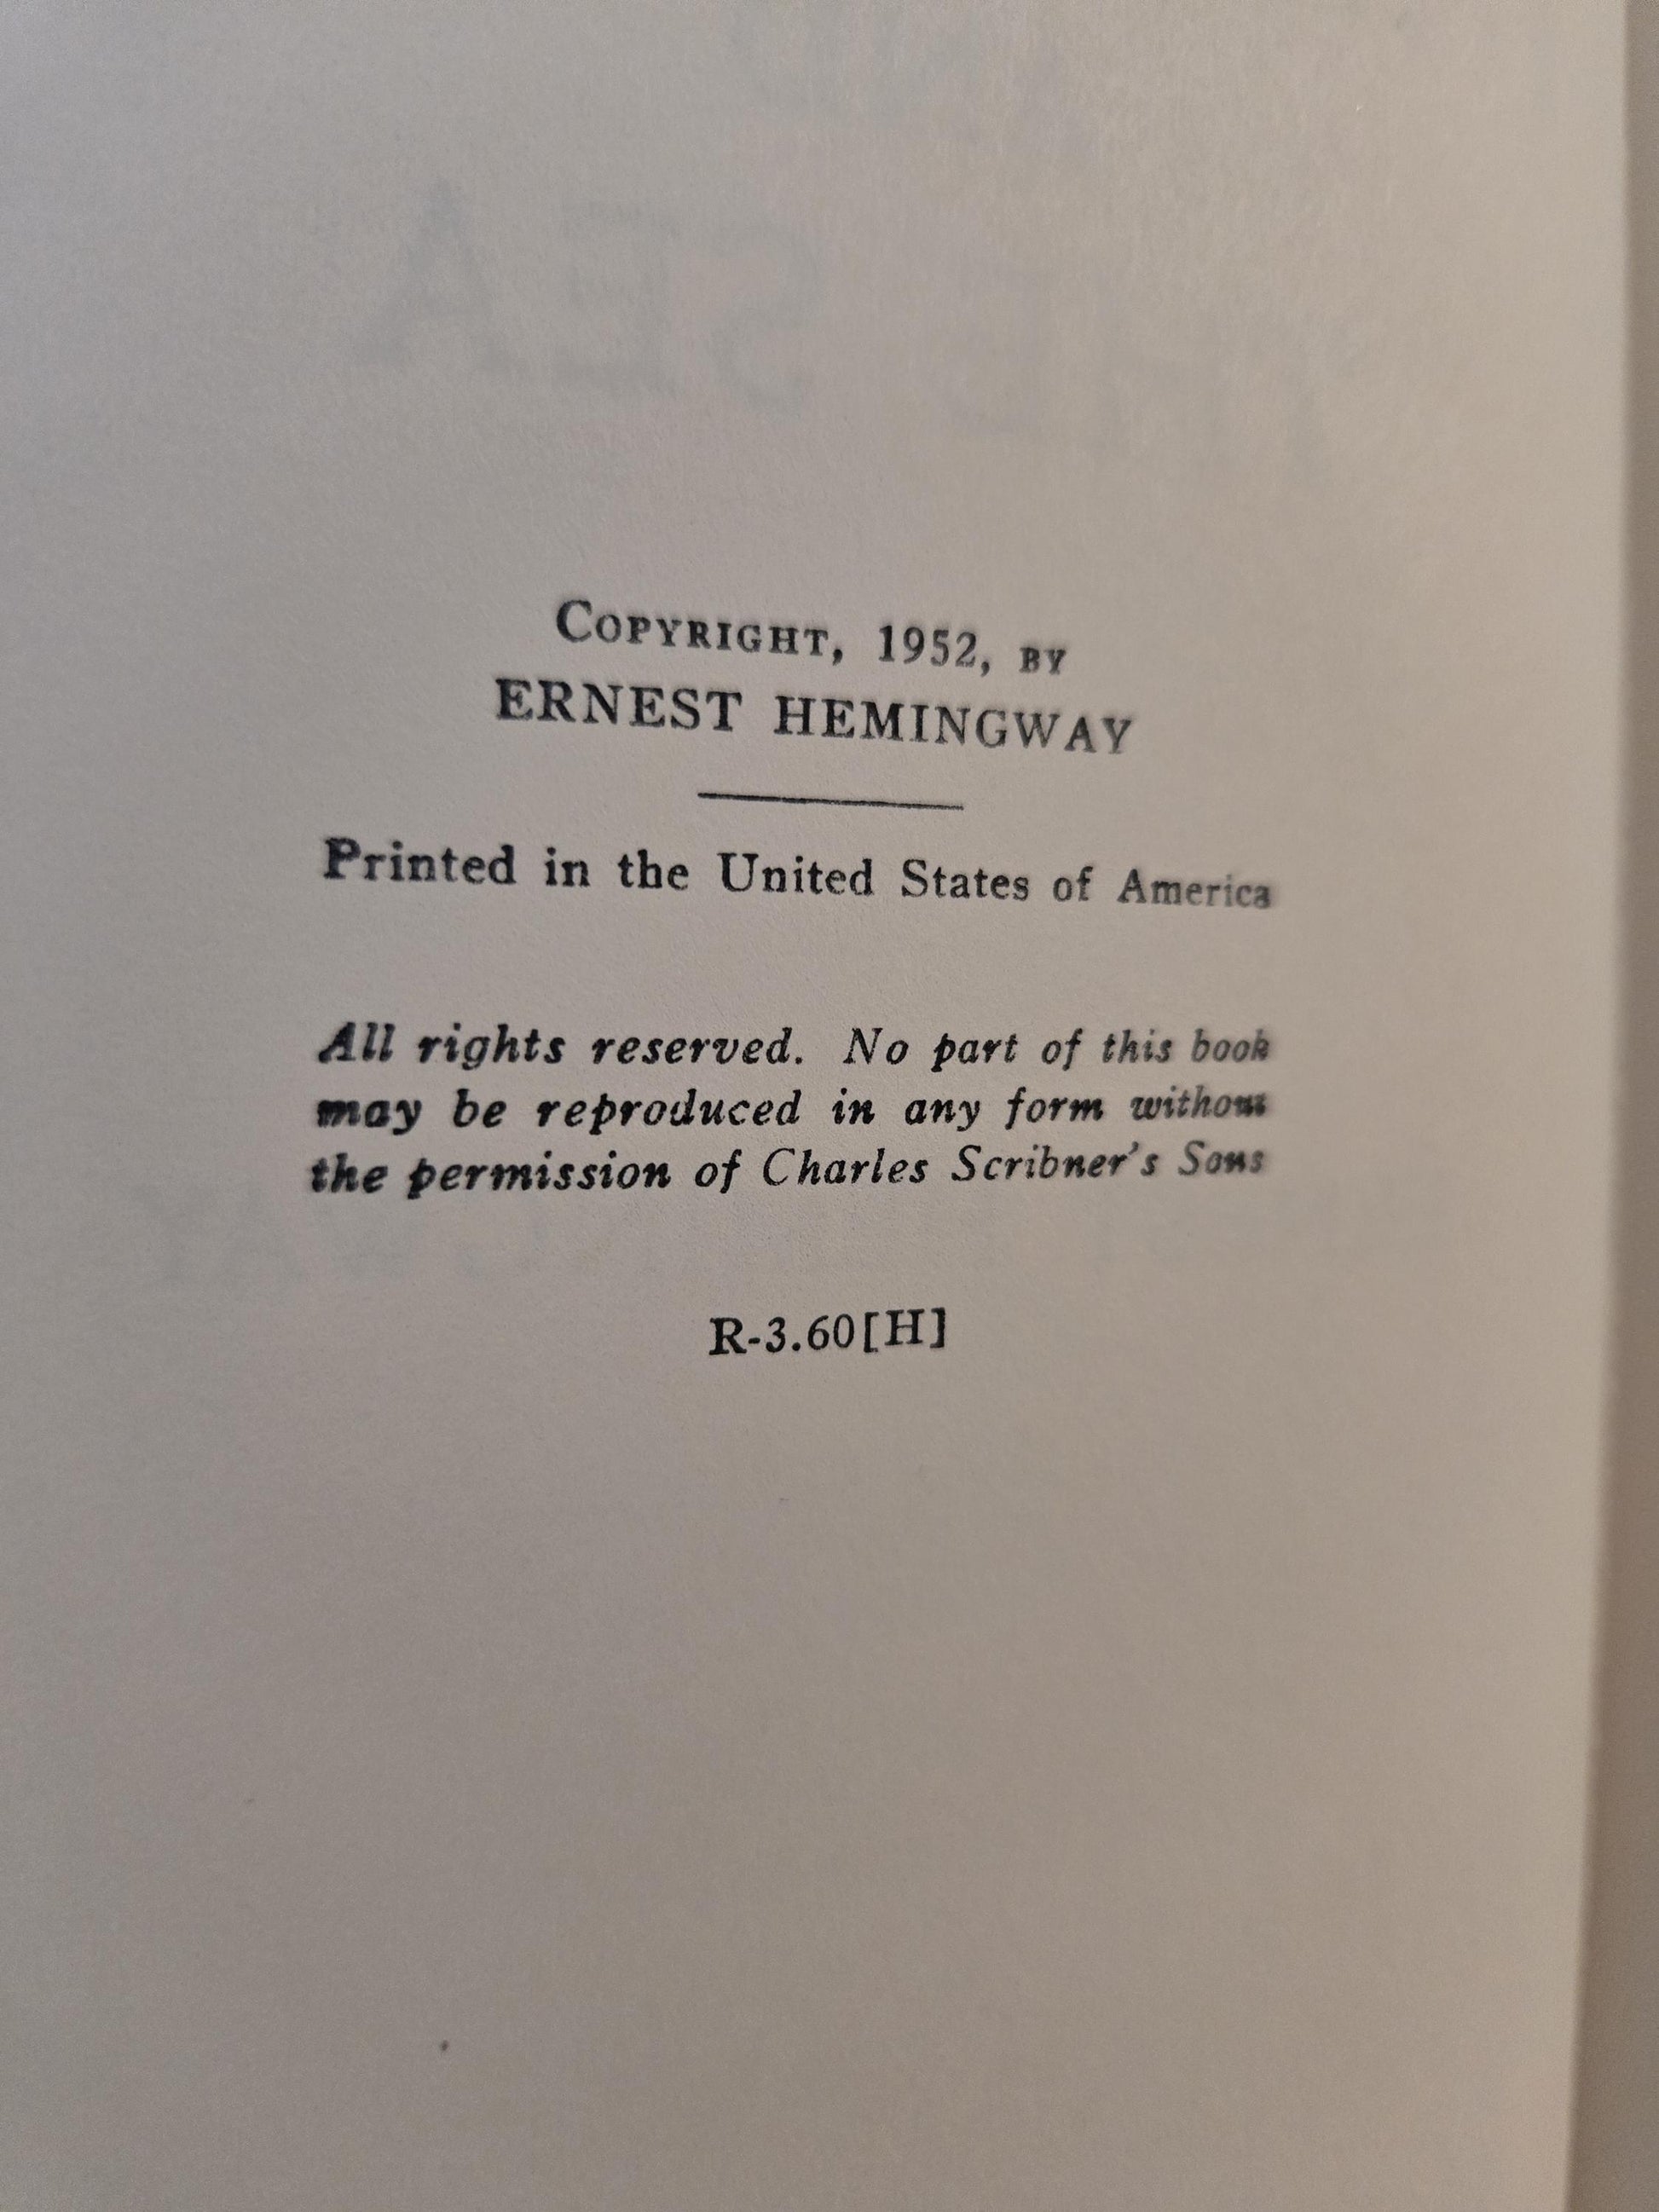 COPYRIGHT, 1952, BY
ERNEST HEMINGWAY
Printed in the United States of America
All rights reserved. No part of this book
may be reproduced in any form without
the permission of Charles Scribner's Sons
R-3.60[H]